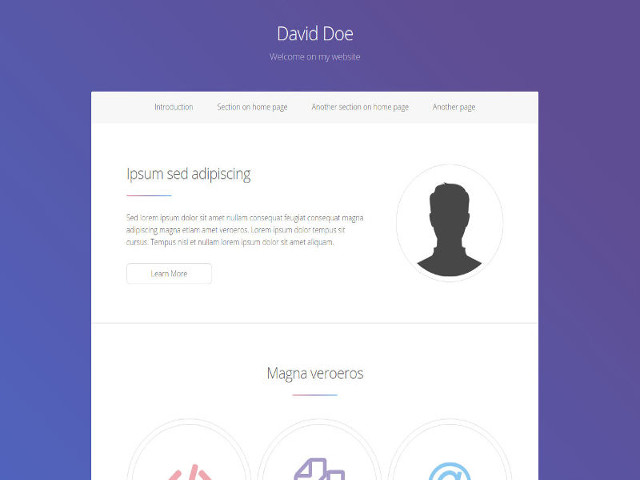 David Doe
Welcome on my website
Introduction Section on home page Another section on home page Another page
Ipsum sed adipiscing
Sed lorem ipsum dolor sit amet nullam consequat feugiat consequat magna
adipiscing magna etiam amet veroeros. Lorem ipsum dolor tempus sit
cursus. Tempus nisl et nullam lorem ipsum dolor sit amet aliquam.
Learn More
Magna veroeros